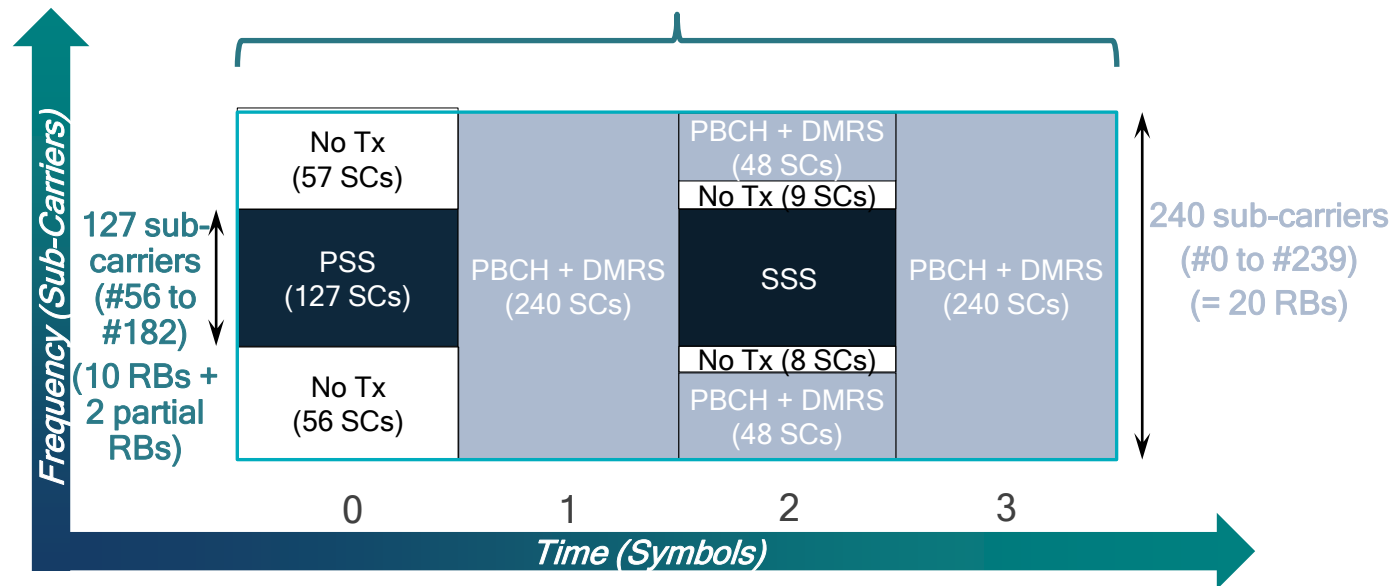 Frequency (Sub-Carriers)
127 sub-
carriers
(#56 to
#182)
(10 RBs +
2 partial
RBs)
No Tx
(57 SCs)
PSS
(127 SCs)
No Tx
(56 SCs)
PBCH + DMRS
(240 SCs)
PBCH + DMRS
(48 SCs)
No Tx (9 SCs)
SSS
No Tx (8 SCs)
PBCH + DMRS
(48 SCs)
PBCH + DMRS
(240 SCs)
240 sub-carriers
(#0 to #239)
(= 20 RBs)
0
1
2
3
Time (Symbols)